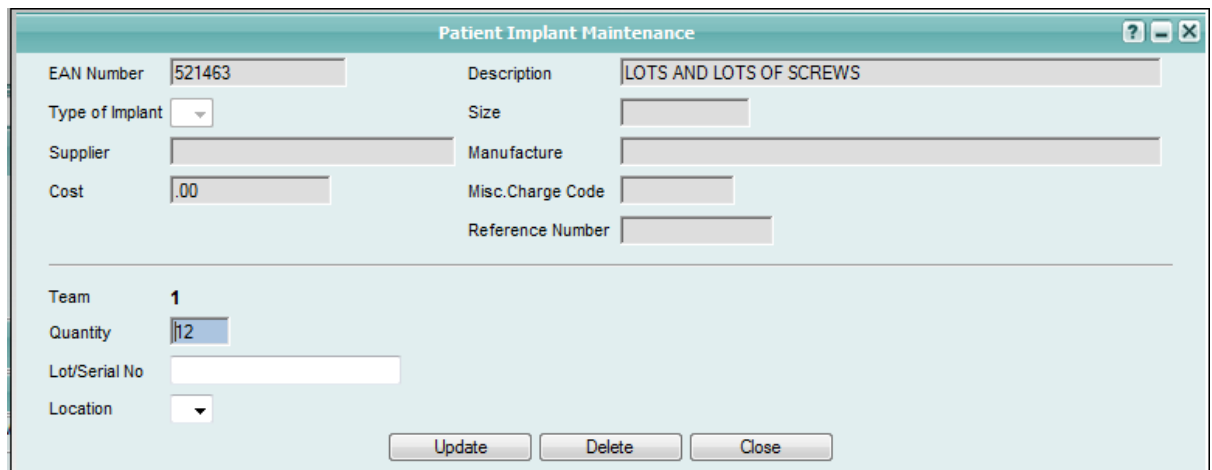 Patient Implant Maintenance ?
EAN Number 521463 Description LOTS AND LOTS OF SCREWS
Type of Implant Size
Supplier Manufacture
Cost .00 Misc.Charge Code
Reference Number
Team 1
Quantity 12
Lot/Serial No
Location
Update Delete Close